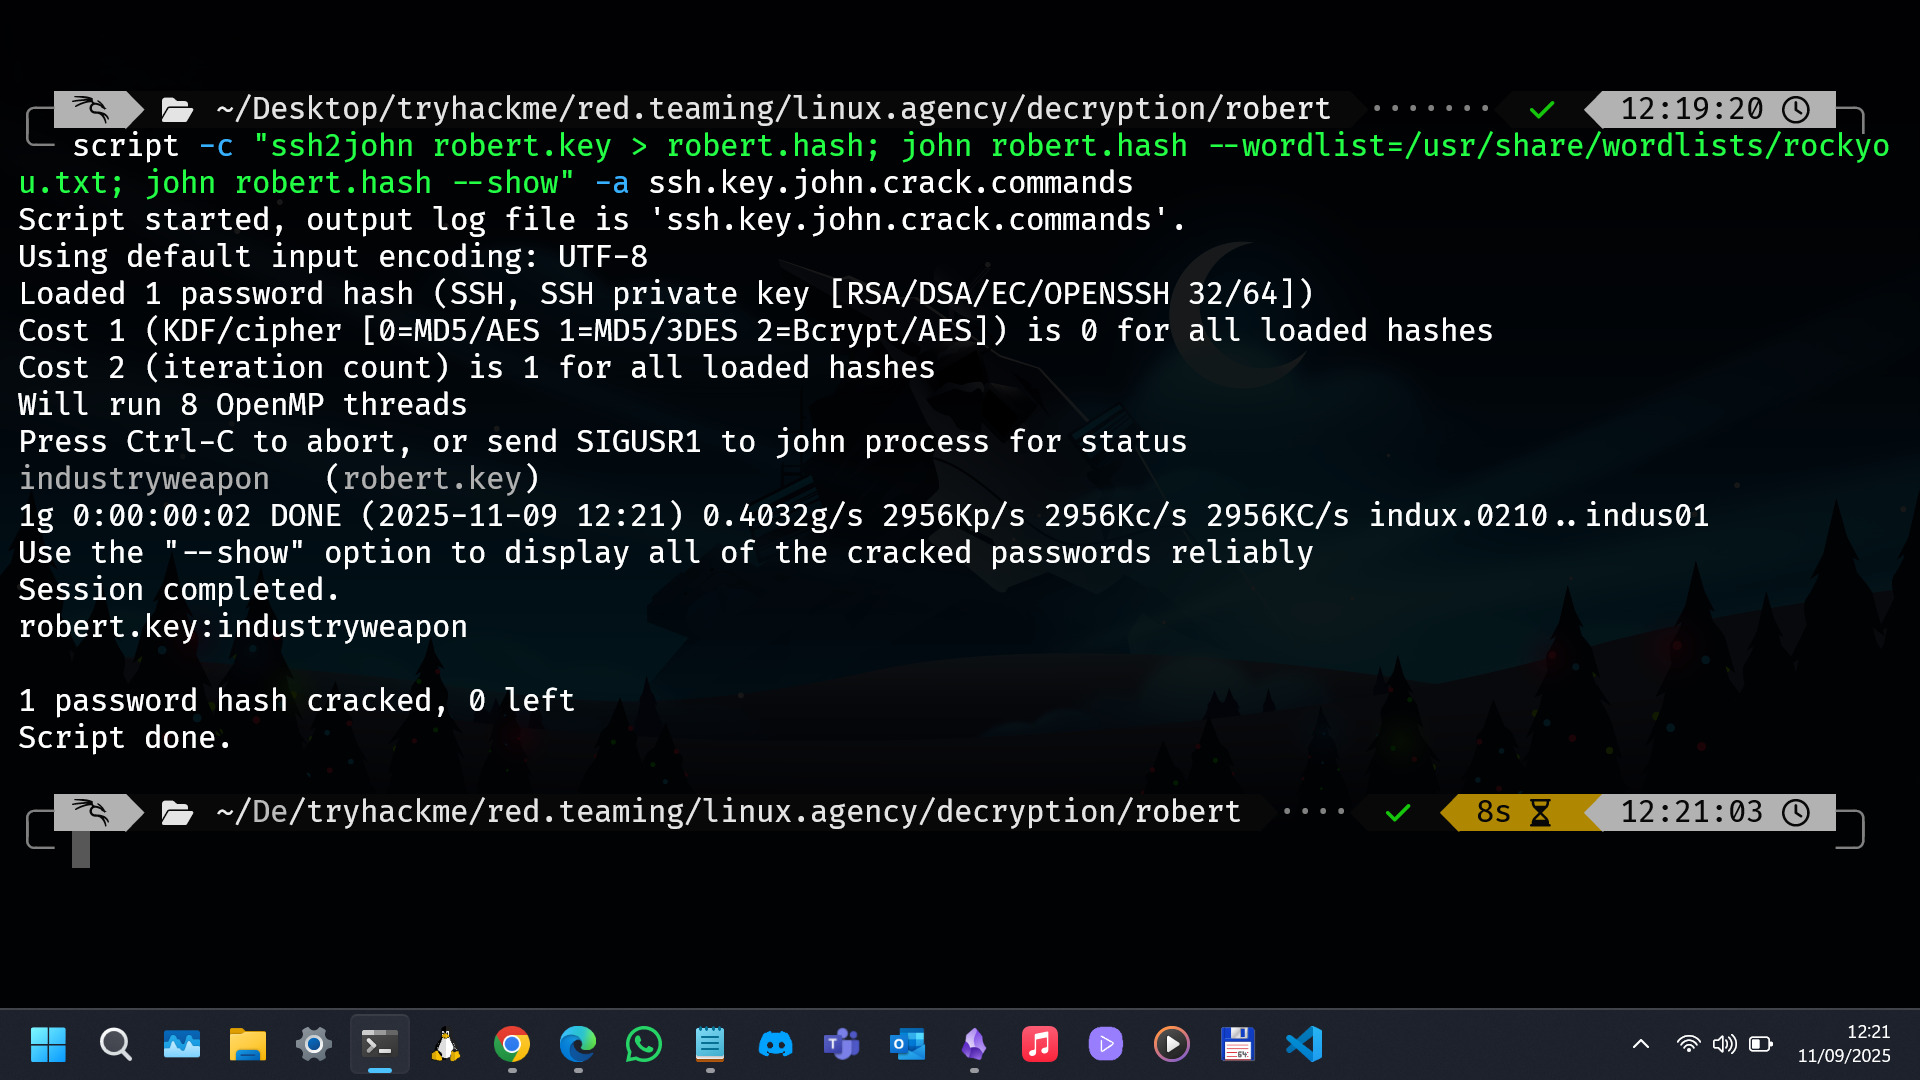 ~/Desktop/tryhackme/red.teaming/linux.agency/decryption/robert ······· ✓ 12:19:20
script -c "ssh2john robert.key > robert.hash; john robert.hash --wordlist=/usr/share/wordlists/rockyo
u.txt; john robert.hash --show" -a ssh.key.john.crack.commands
Script started, output log file is 'ssh.key.john.crack.commands'.
Using default input encoding: UTF-8
Loaded 1 password hash (SSH, SSH private key [RSA/DSA/EC/OPENSSH 32/64])
Cost 1 (KDF/cipher [0=MD5/AES 1=MD5/3DES 2=Bcrypt/AES]) is 0 for all loaded hashes
Cost 2 (iteration count) is 1 for all loaded hashes
Will run 8 OpenMP threads
Press Ctrl-C to abort, or send SIGUSR1 to john process for status
industryweapon   (robert.key)
1g 0:00:00:02 DONE (2025-11-09 12:21) 0.4032g/s 2956Kp/s 2956Kc/s 2956KC/s indux.0210..indus01
Use the "--show" option to display all of the cracked passwords reliably
Session completed.
robert.key:industryweapon
1 password hash cracked, 0 left
Script done.
~/De/tryhackme/red.teaming/linux.agency/decryption/robert ···· ✓ 8s 12:21:03
12:21
11/09/2025